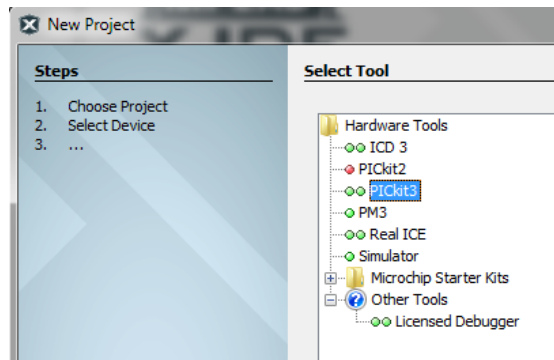 New Project
Steps
1. Choose Project
2. Select Device
3. ...
Select Tool
Hardware Tools
ICD 3
PICkit2
PICkit3
PM3
Real ICE
Simulator
Microchip Starter Kits
Other Tools
Licensed Debugger